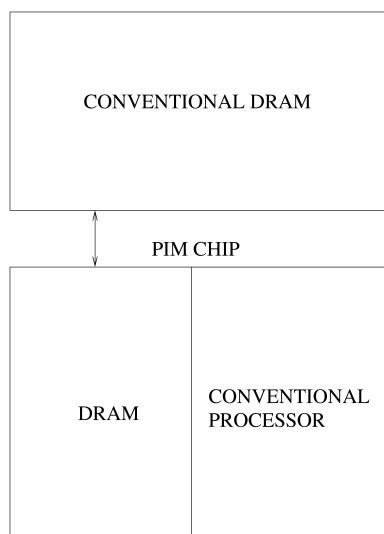 CONVENTIONAL DRAM
PIM CHIP
DRAM
CONVENTIONAL
PROCESSOR